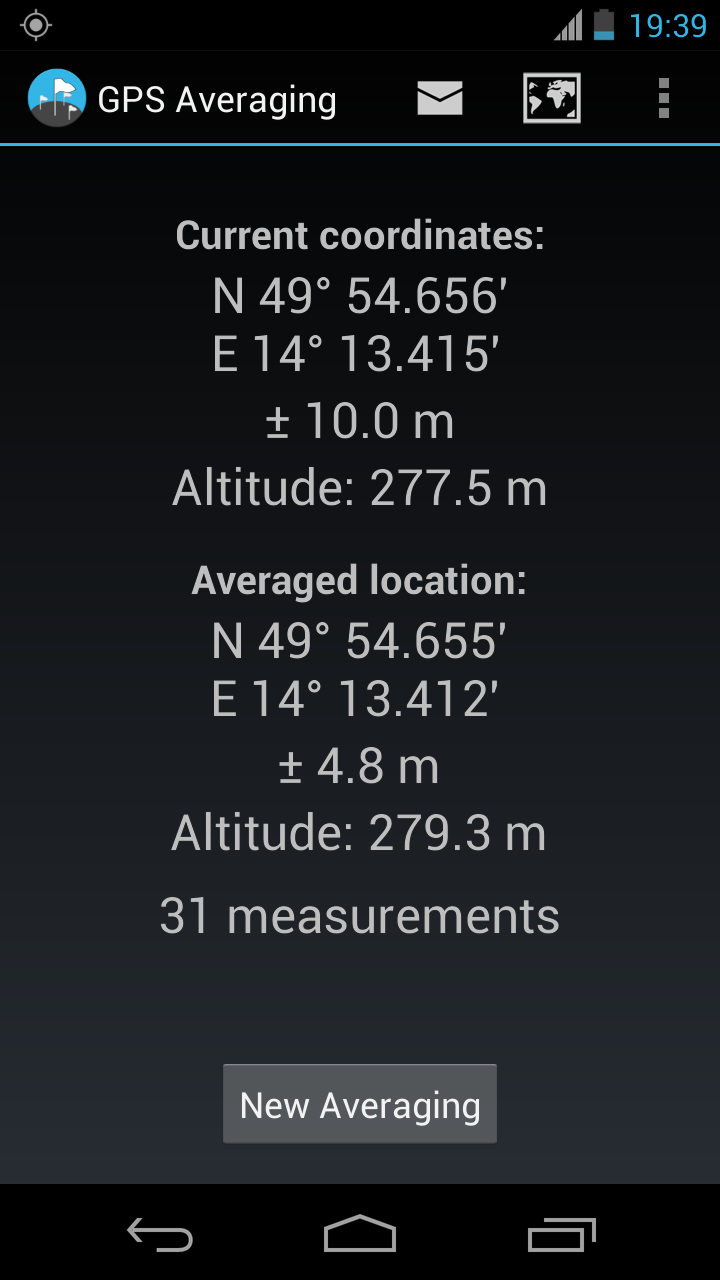 19:39
GPS Averaging
Current coordinates:
N 49° 54.656'
E 14° 13.415'
± 10.0 m
Altitude: 277.5 m
Averaged location:
N 49° 54.655'
E 14° 13.412'
± 4.8 m
Altitude: 279.3 m
31 measurements
New Averaging